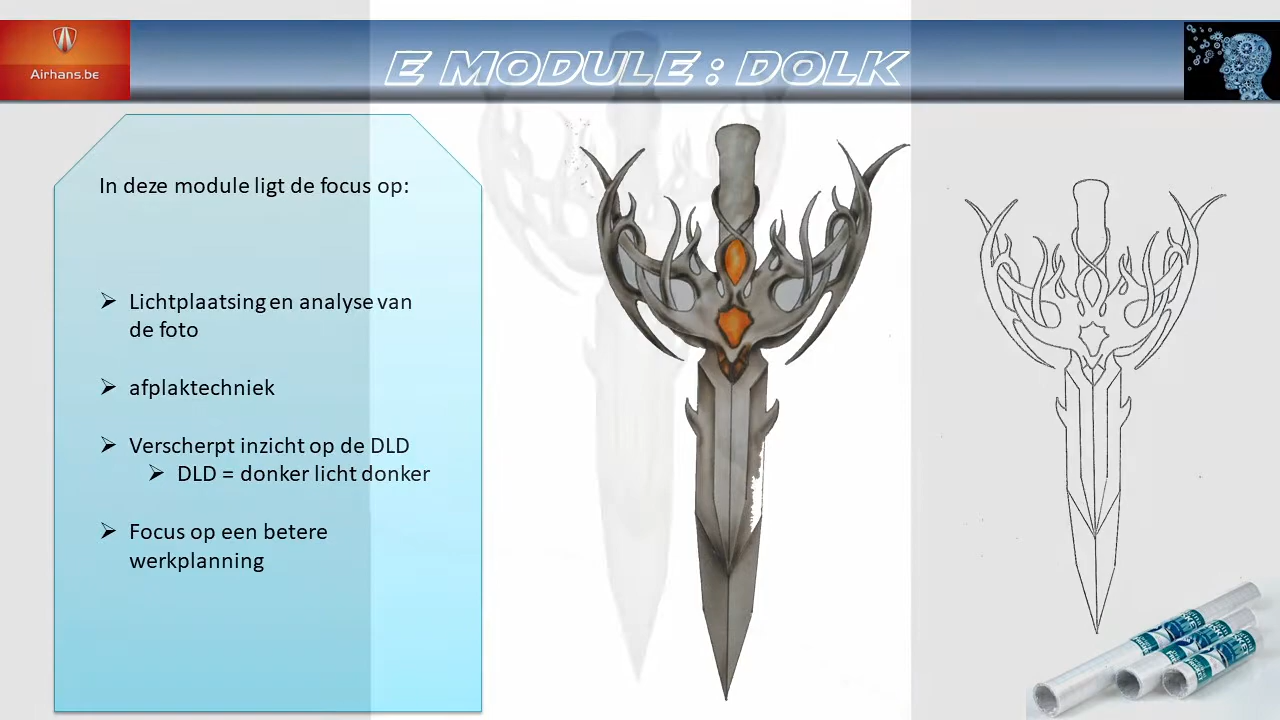 E MODULE : DOLK
Airhans.be
In deze module ligt de focus op:
➢ Lichtplaatsing en analyse van
de foto
➢ afplaktechniek
➢ Verscherpt inzicht op de DLD
➢ DLD = donker licht donker
➢ Focus op een betere
werkplanning